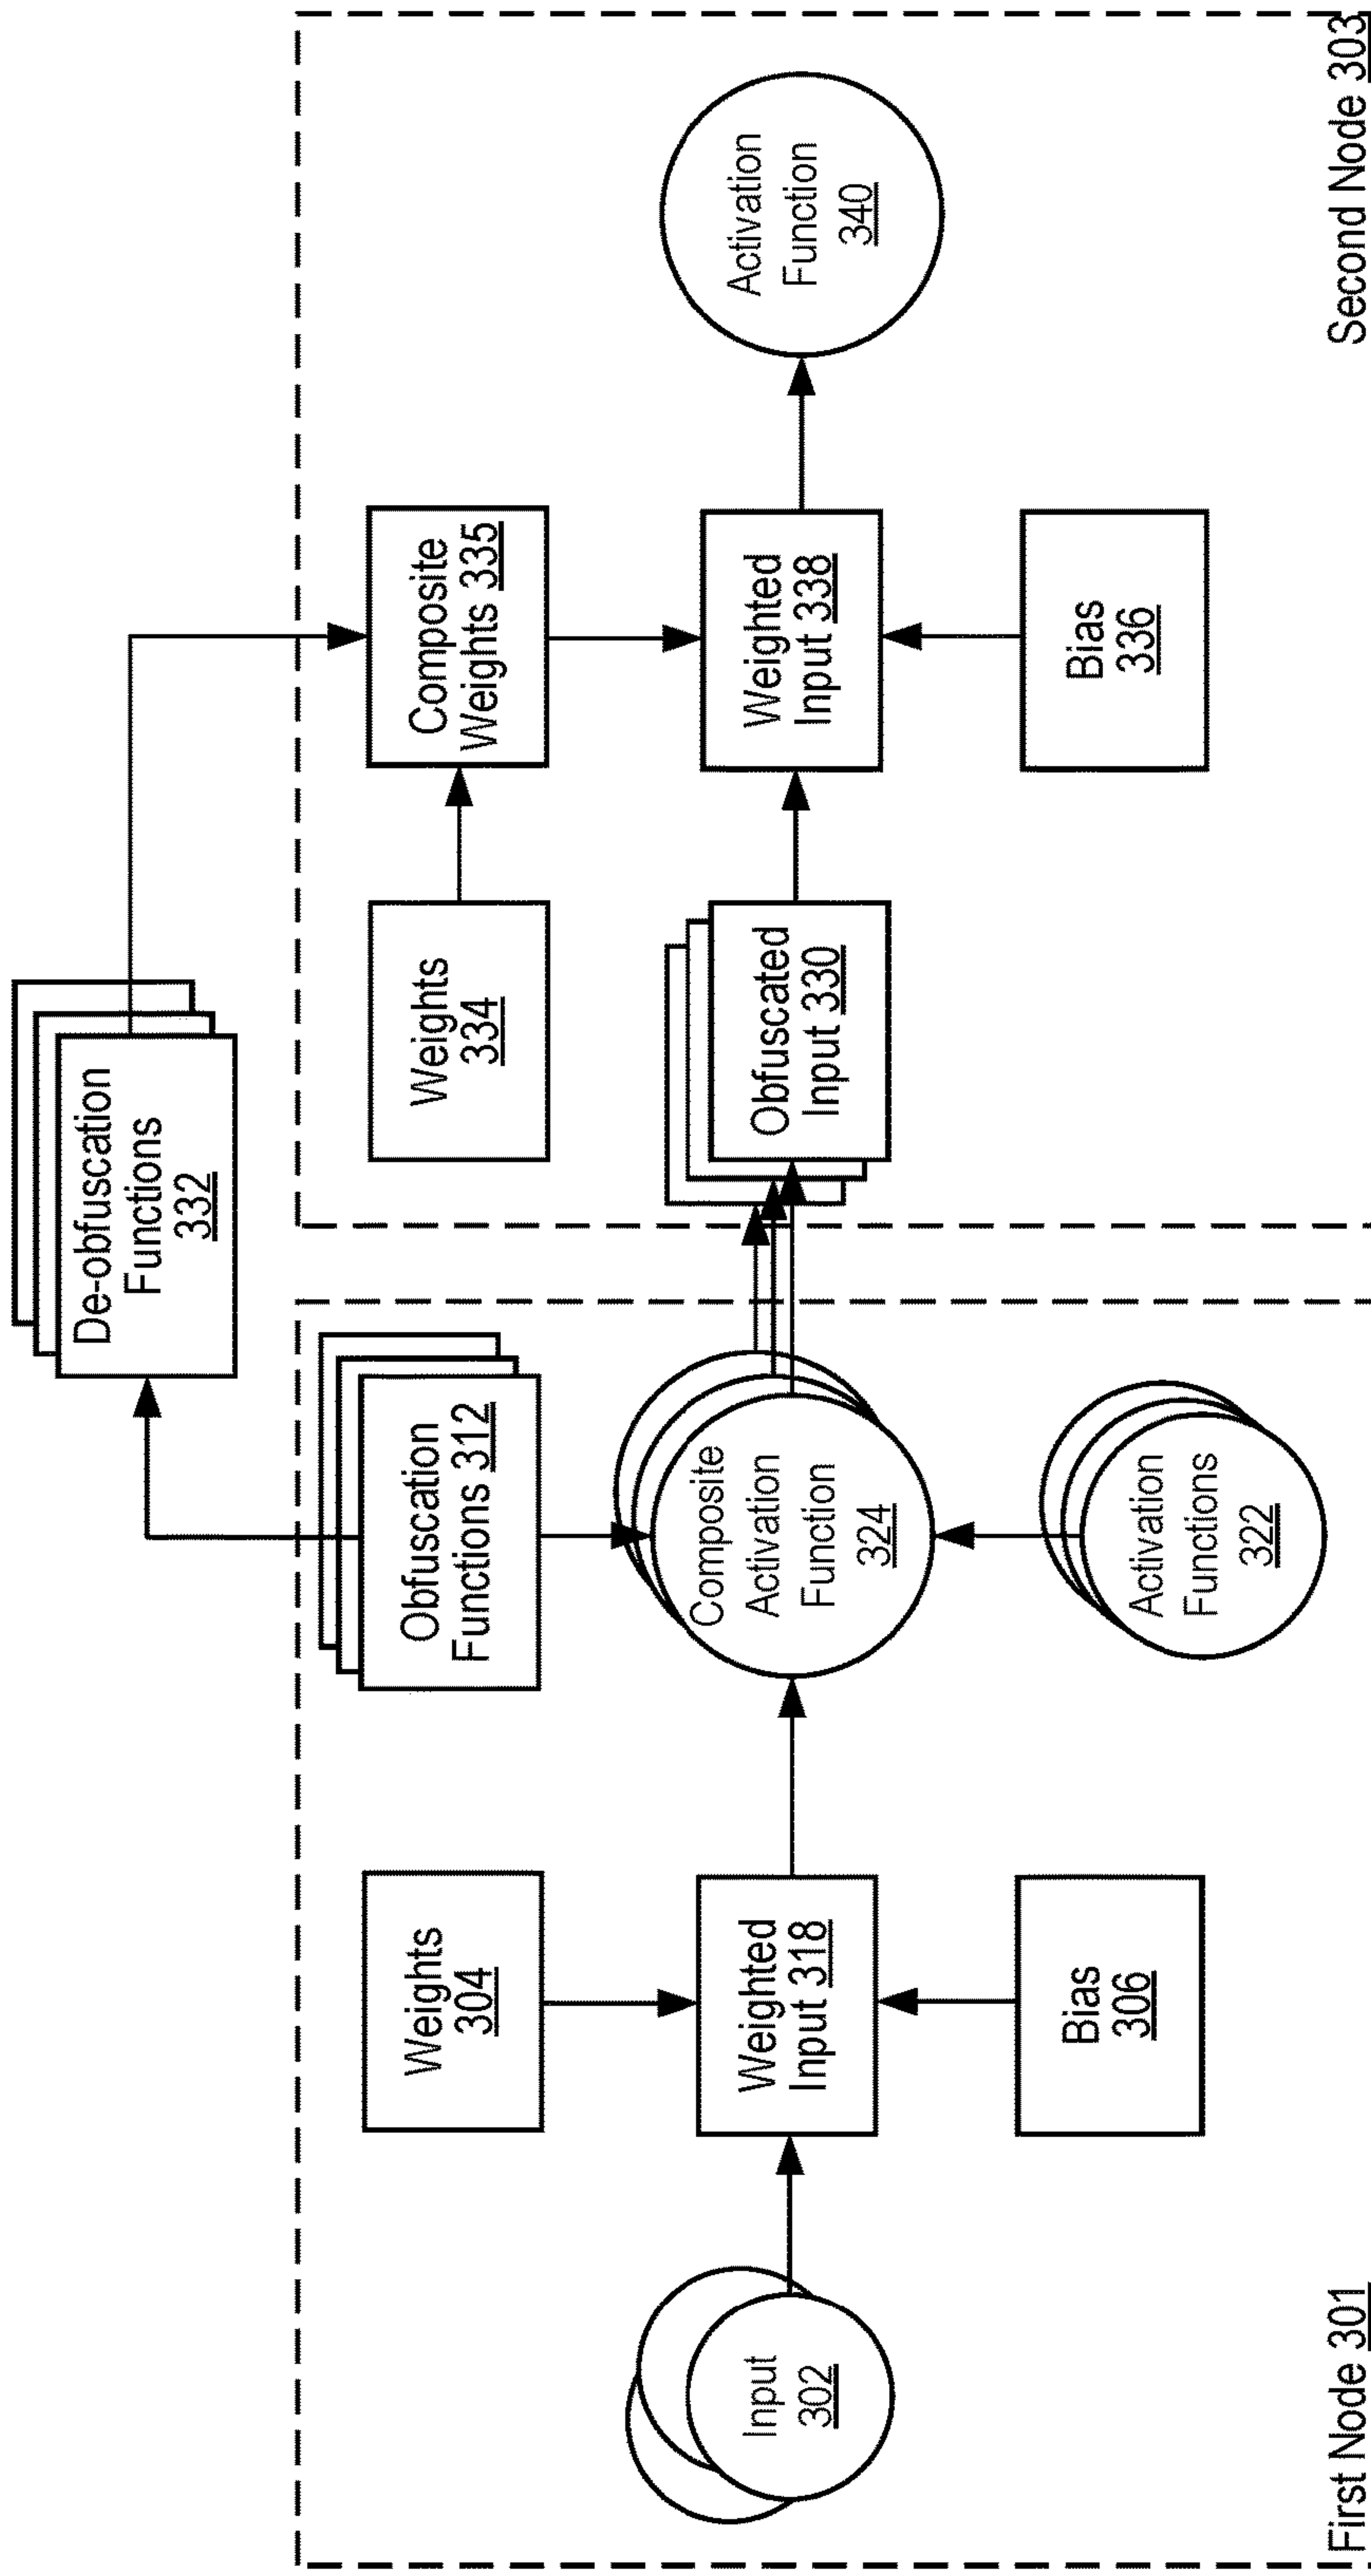 De-obfuscation
Functions
332
Weights
304
Obfuscation
Functions 312
Weights
334
Composite
Weights 335
Input
302
Weighted
Input 318
Composite
Activation
Function
324
Obfuscated
Input 330
Weighted
Input 338
Activation
Function
340
Bias
306
Activation
Functions
322
Bias
336
First Node 301
Second Node 303